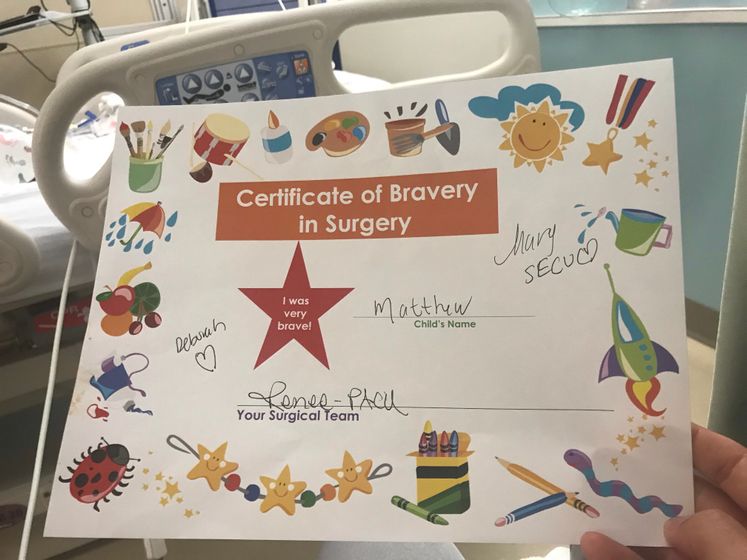 Certificate of Bravery
in Surgery
Mary
SECU
I was
very
brave!
Matthew
Child's Name
Deborah
Renee-PACU
Your Surgical Team